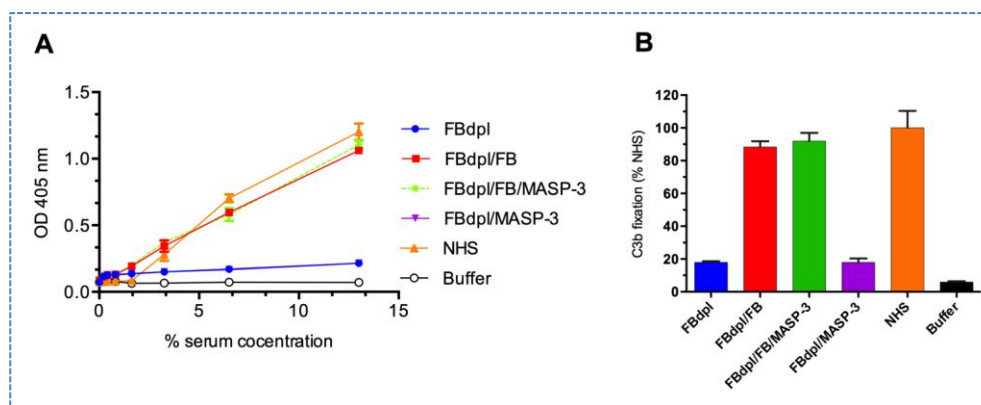 A
OD 405 nm
1.5
1.0
0.5
0.0
0
5
10
15
% serum cocentration
FBdpl
FBdpl/FB
FBdpl/FB/MASP-3
FBdpl/MASP-3
NHS
Buffer
B
C3b fixation (% NHS)
120
100
80
60
40
20
0
FBdpl
FBdpl/FB
FBdpl/FB/MASP-3
FBdpl/MASP-3
NHS
Buffer